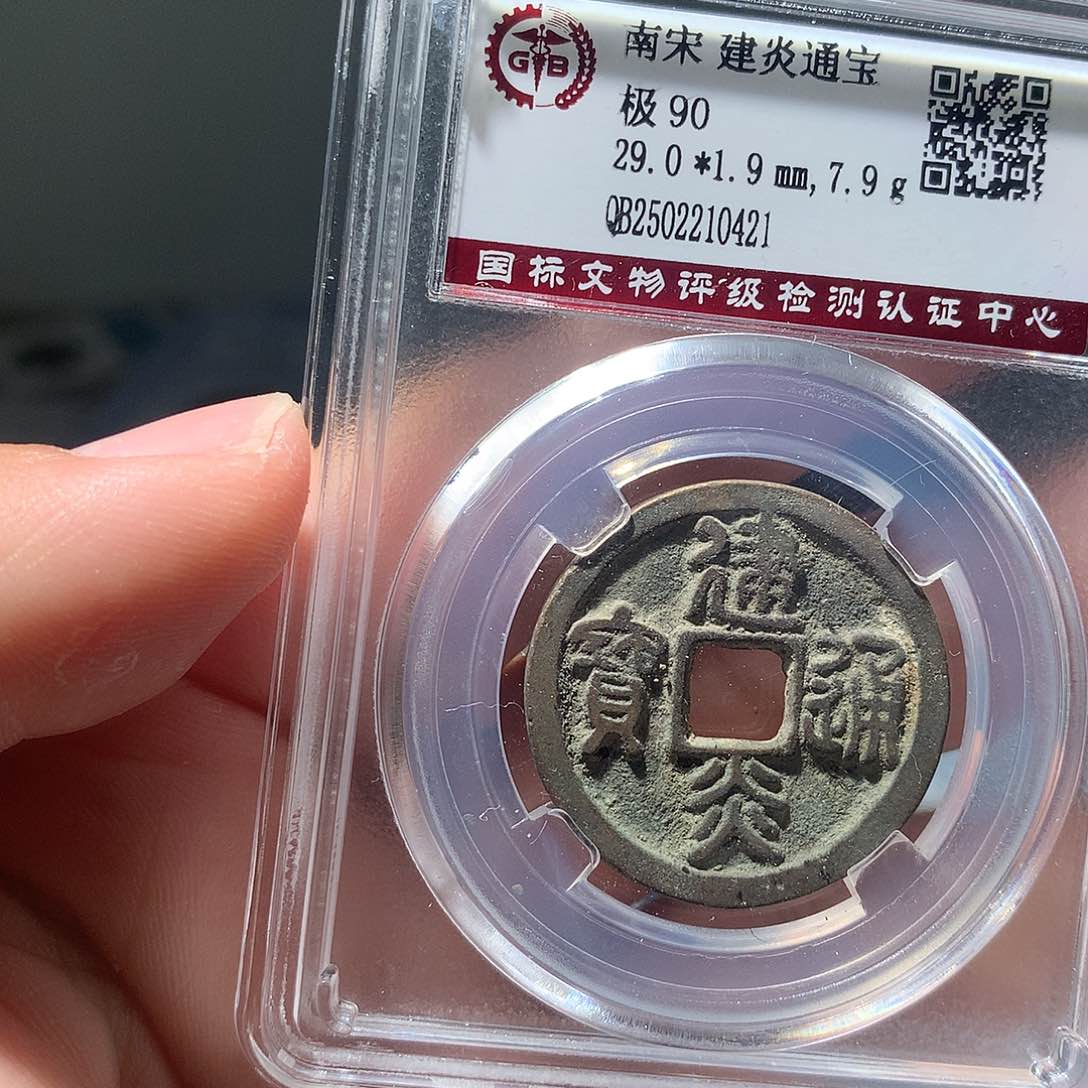 GB
南宋 建炎通宝
极 90
29.0 *1.9 mm, 7.9 g
QB2502210421
国标文物评级检测认证中心
建
寳 通
炎